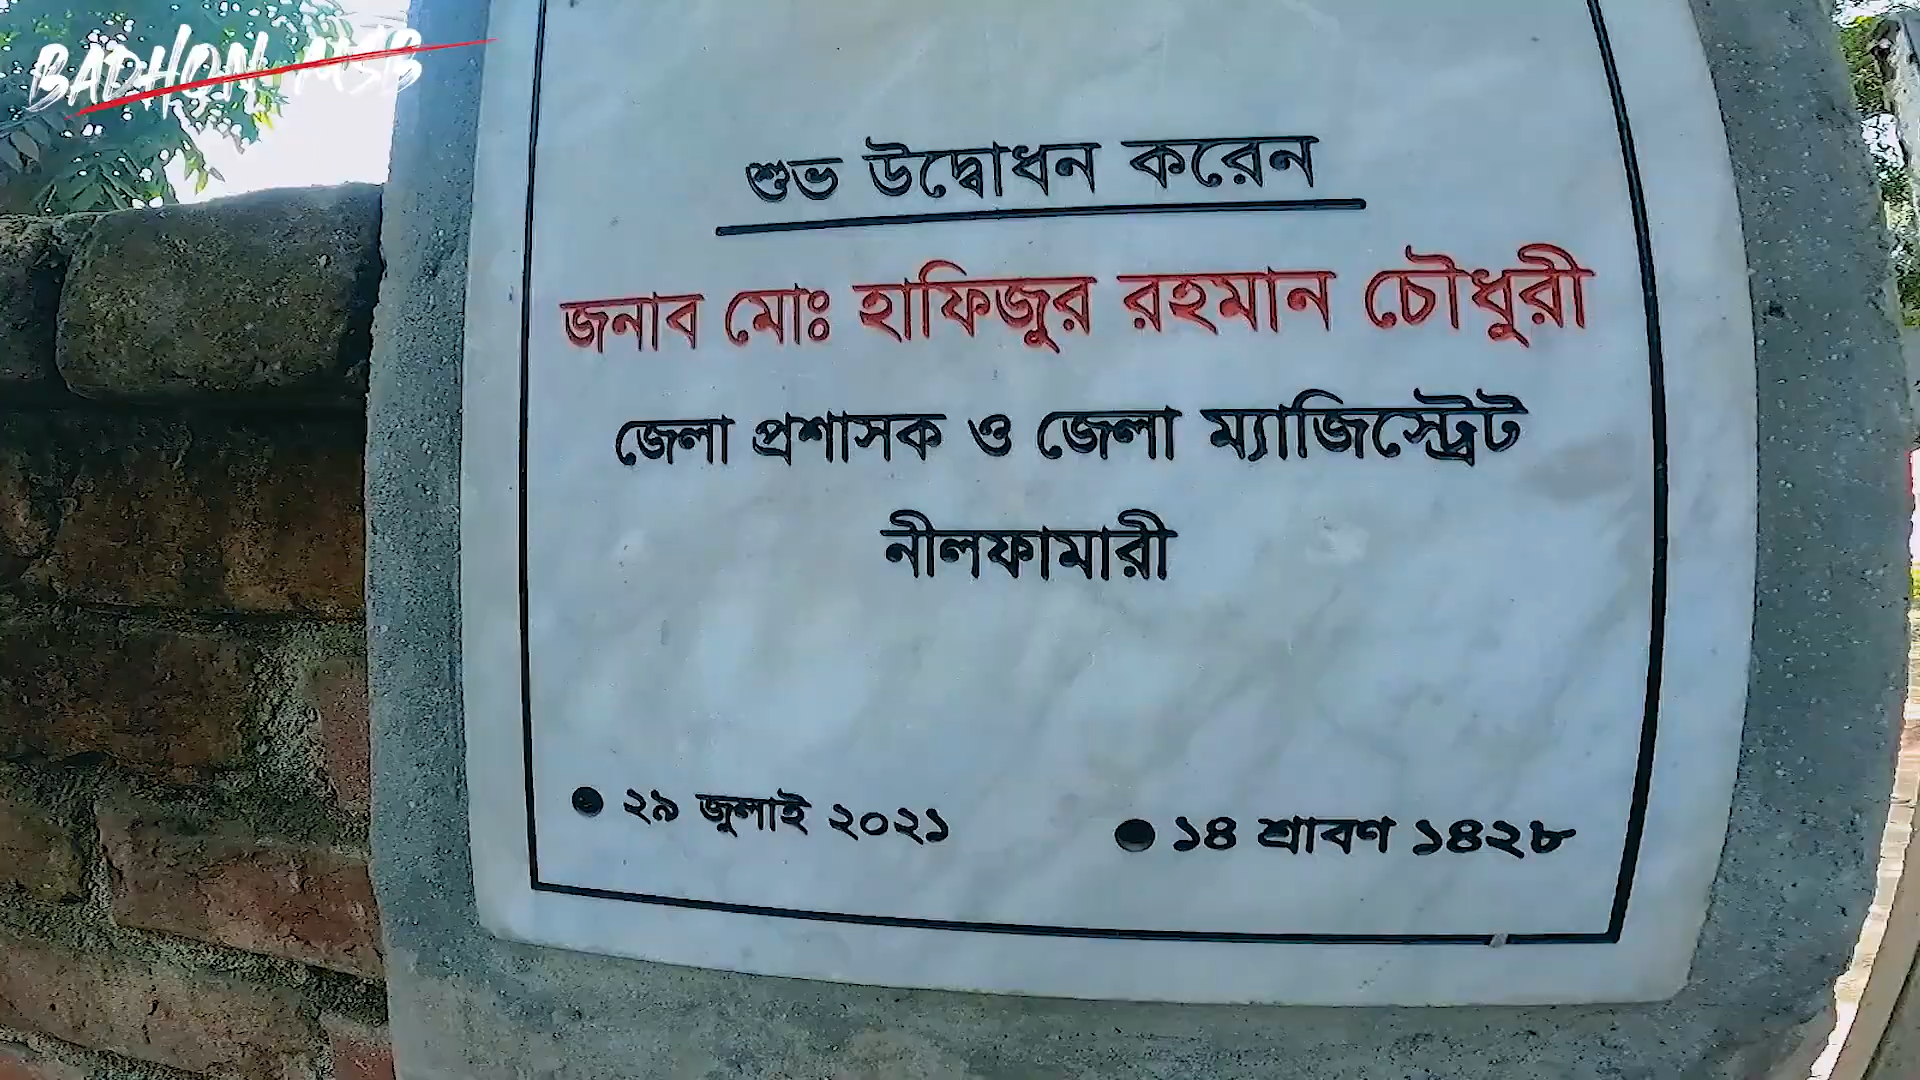 BADHON MSB
শুভ উদ্বোধন করেন
জনাব মোঃ হাফিজুর রহমান চৌধুরী
জেলা প্রশাসক ও জেলা ম্যাজিস্ট্রেট
নীলফামারী
● ২৯ জুলাই ২০২১ ● ১৪ শ্রাবণ ১৪২৮